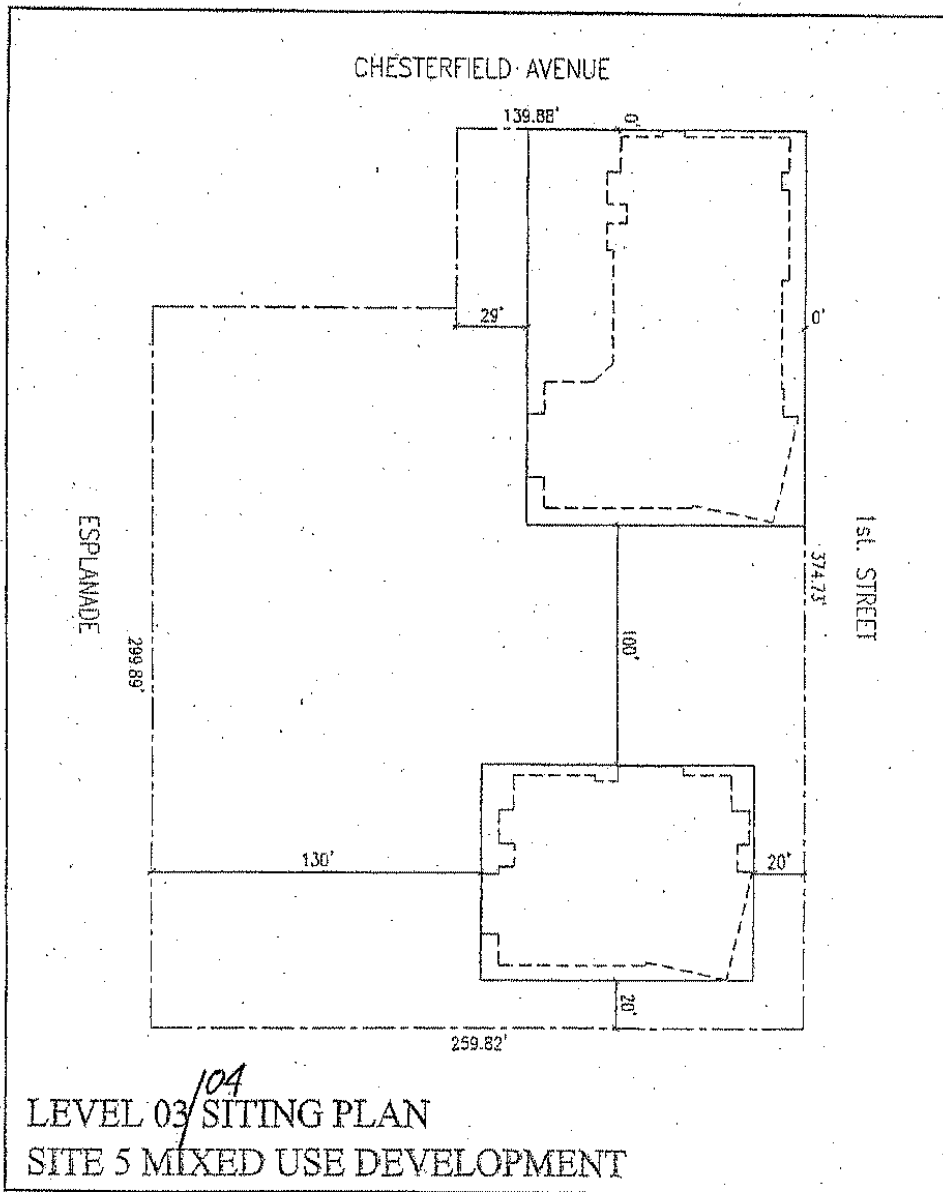 CHESTERFIELD AVENUE
139.88'
0'
29'
0'
ESPLANADE
1st. STREET
374.73'
299.89'
100'
130'
20'
20'
259.82'
LEVEL 03/04 SITING PLAN
SITE 5 MIXED USE DEVELOPMENT